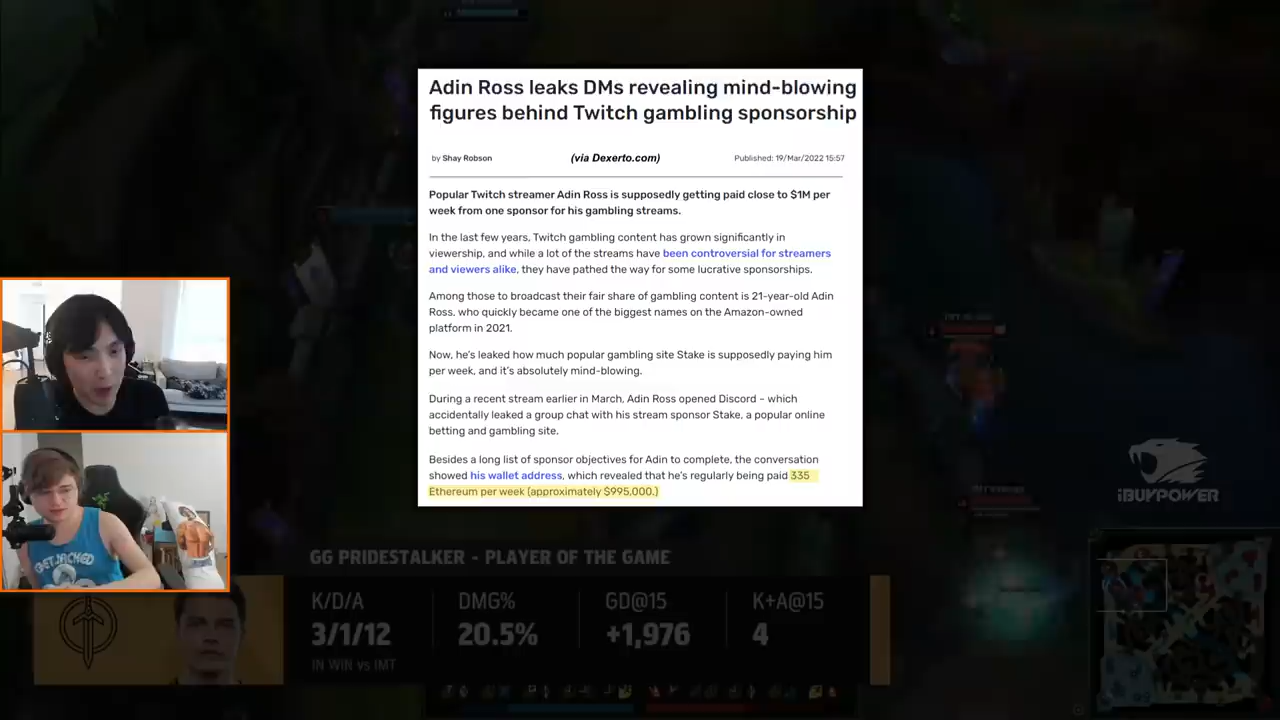 Adin Ross leaks DMs revealing mind-blowing
figures behind Twitch gambling sponsorship
by Shay Robson (via Dexerto.com) Published: 19/Mar/2022 15:57
Popular Twitch streamer Adin Ross is supposedly getting paid close to $1M per
week from one sponsor for his gambling streams.
In the last few years, Twitch gambling content has grown significantly in
viewership, and while a lot of the streams have been controversial for streamers
and viewers alike, they have pathed the way for some lucrative sponsorships.
Among those to broadcast their fair share of gambling content is 21-year-old Adin
Ross, who quickly became one of the biggest names on the Amazon-owned
platform in 2021.
Now, he's leaked how much popular gambling site Stake is supposedly paying him
per week, and it's absolutely mind-blowing.
During a recent stream earlier in March, Adin Ross opened Discord – which
accidentally leaked a group chat with his stream sponsor Stake, a popular online
betting and gambling site.
Besides a long list of sponsor objectives for Adin to complete, the conversation
showed his wallet address, which revealed that he's regularly being paid 335
Ethereum per week (approximately $995,000.)
iBUYPOWER
GET JACKED
GG PRIDESTALKER - PLAYER OF THE GAME
K/D/A DMG% GD@15 K+A@15
3/1/12 20.5% +1,976 4
IN WIN vs IMT